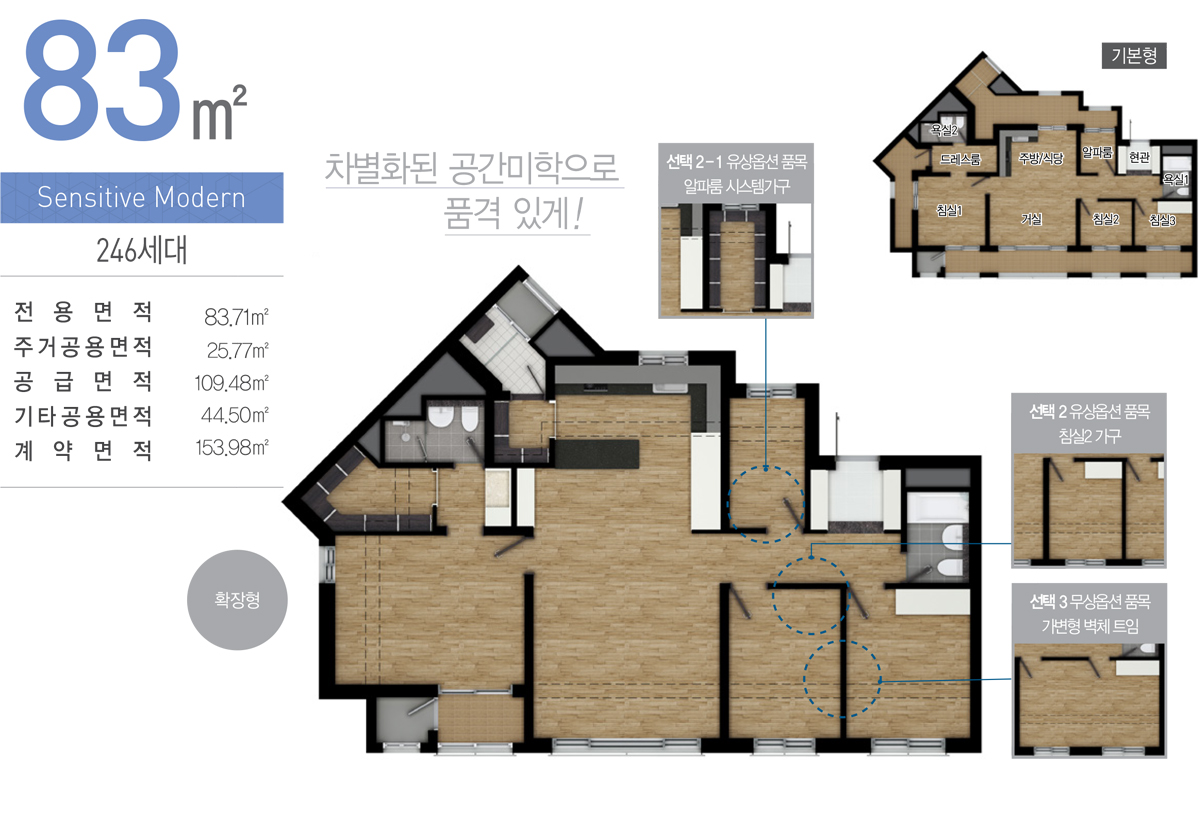 83㎡
Sensitive Modern
246세대
전용면적 83.71㎡
주거공용면적 25.77㎡
공급면적 109.48㎡
기타공용면적 44.50㎡
계약면적 153.98㎡
차별화된 공간미학으로
품격 있게!
선택 2-1 유상옵션 품목
알파룸 시스템가구
기본형
욕실2
드레스룸
주방/식당
알파룸
현관
욕실1
침실1
거실
침실2
침실3
선택 2 유상옵션 품목
침실2 가구
확장형
선택 3 무상옵션 품목
가변형 벽체 트임